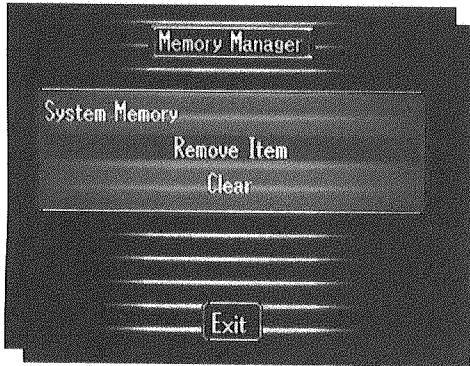 Memory Manager
System Memory
Remove Item
Clear
Exit